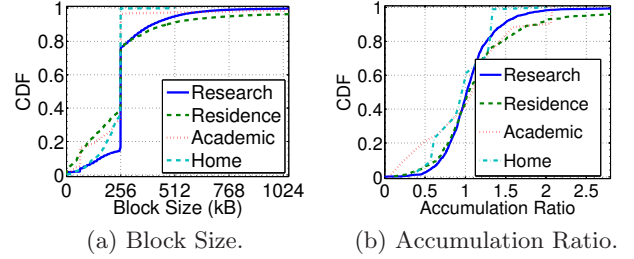 1
0.8
0.6
0.4
0.2
0
CDF
Research
Residence
Academic
Home
0 256 512 768 1024
Block Size (kB)
(a) Block Size.
1
0.8
0.6
0.4
0.2
0
CDF
Research
Residence
Academic
Home
0 0.5 1.0 1.5 2.0 2.5
Accumulation Ratio
(b) Accumulation Ratio.